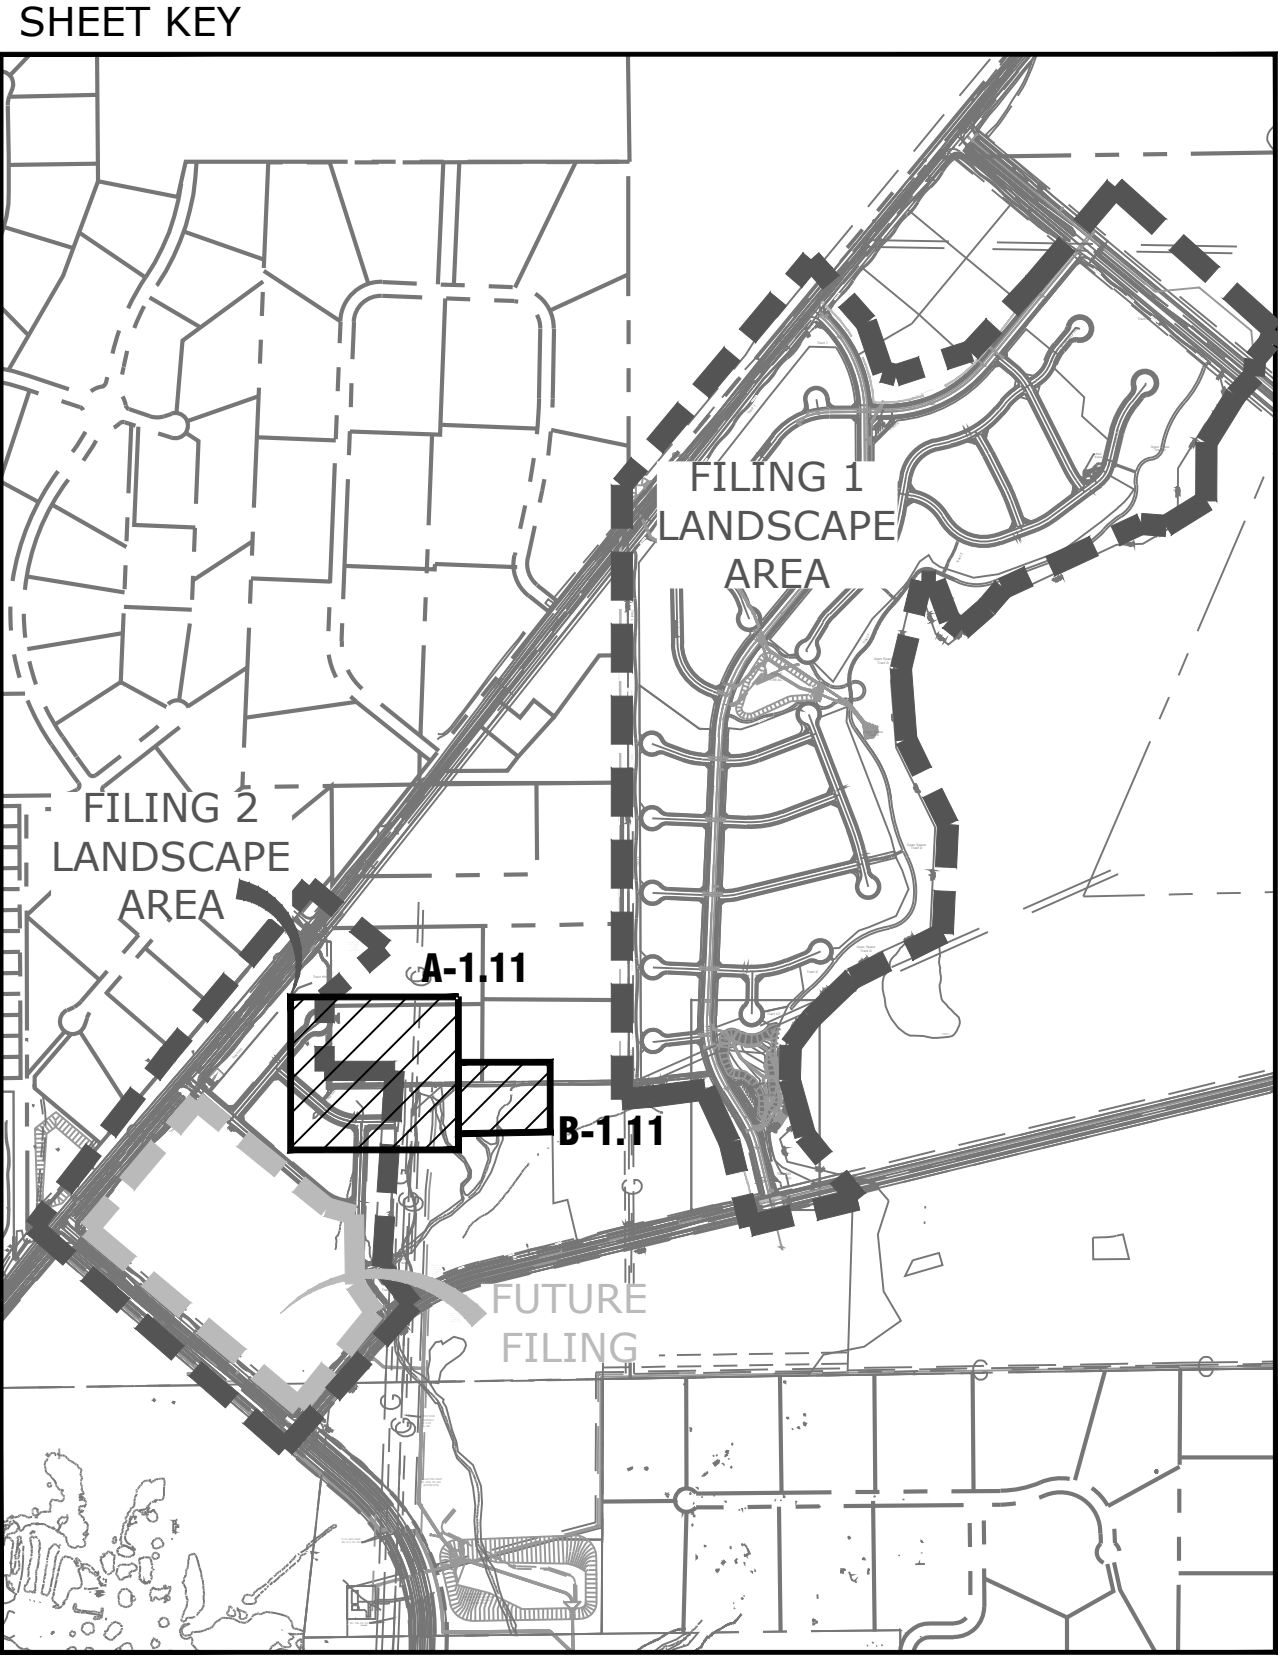 SHEET KEY
FILING 1
LANDSCAPE
AREA
FILING 2
LANDSCAPE
AREA
A-1.11
G
B-1.11
G
G
G
FUTURE
FILING
G
G
G
G